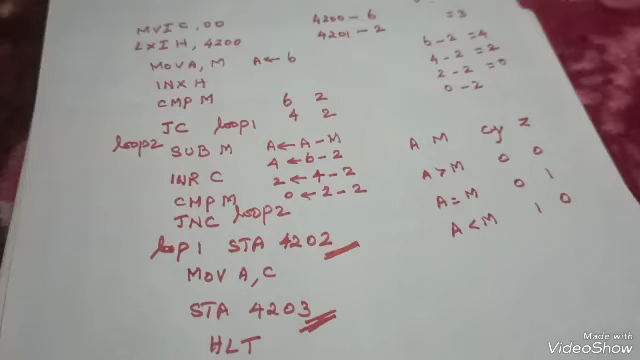 MVI C, 00
4200 - 6
= 3
LXI H, 4200
4201 - 2
MOV A, M A ← 6
6 - 2 = 4
INX H
4 - 2 = 2
CMP M 6 2
2 - 2 = 0
JC loop1 4 2
0 - 2
loop2 SUB M A ← A - M
A M Cy Z
4 ← 6 - 2
INR C 2 ← 4 - 2
A > M 0 0
CMP M 0 ← 2 - 2
A = M 0 1
JNC loop2
A < M 1 0
loop1 STA 4202
MOV A, C
STA 4203
HLT
Made with
VideoShow